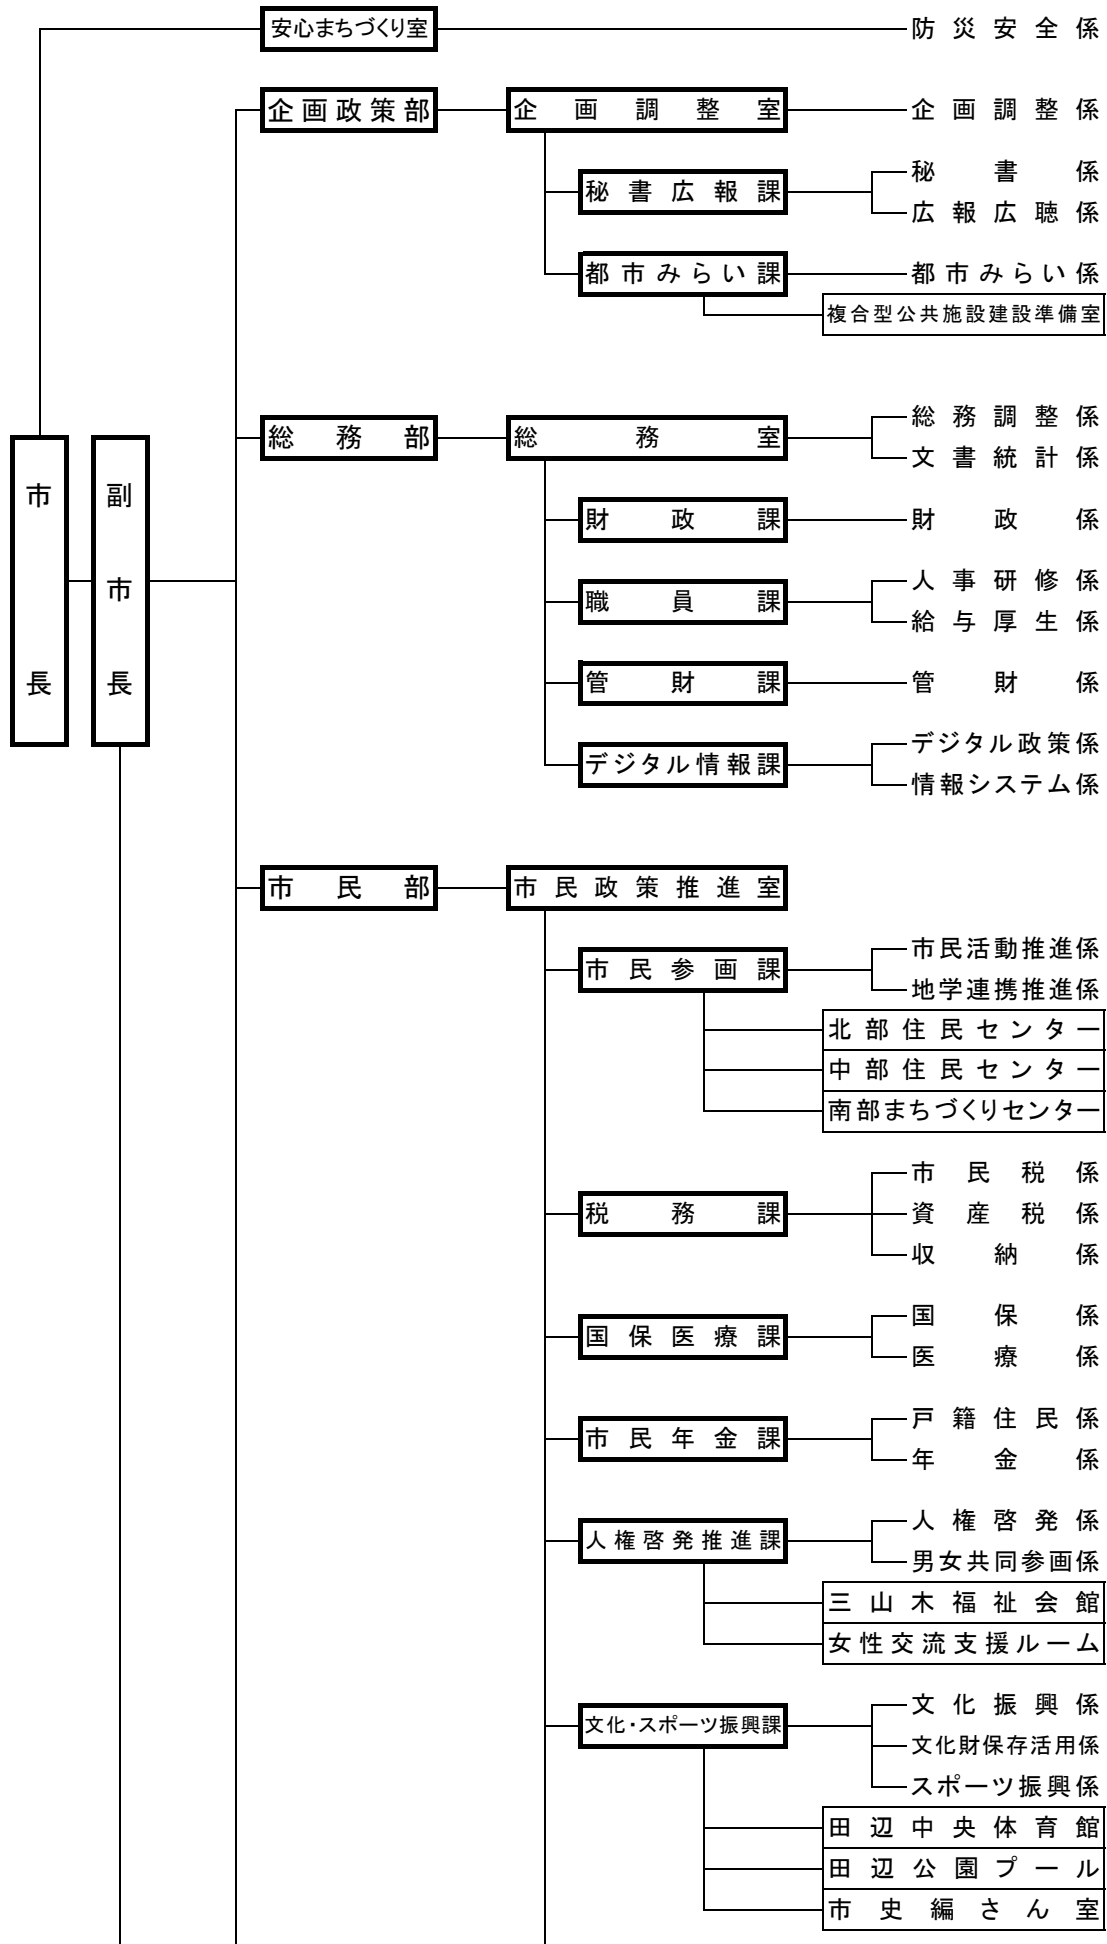 安心まちづくり室 防災安全係
企画政策部 企画調整室 企画調整係
秘書広報課 秘書係
広報広聴係
都市みらい課 都市みらい係
複合型公共施設建設準備室
総務部 総務室 総務調整係
文書統計係
市長
副市長
財政課 財政係
職員課 人事研修係
給与厚生係
管財課 管財係
デジタル情報課 デジタル政策係
情報システム係
市民部 市民政策推進室
市民参画課 市民活動推進係
地学連携推進係
北部住民センター
中部住民センター
南部まちづくりセンター
税務課 市民税係
資産税係
収納係
国保医療課 国保係
医療係
市民年金課 戸籍住民係
年金係
人権啓発推進課 人権啓発係
男女共同参画係
三山木福祉会館
女性交流支援ルーム
文化・スポーツ振興課 文化振興係
文化財保存活用係
スポーツ振興係
田辺中央体育館
田辺公園プール
市史編さん室